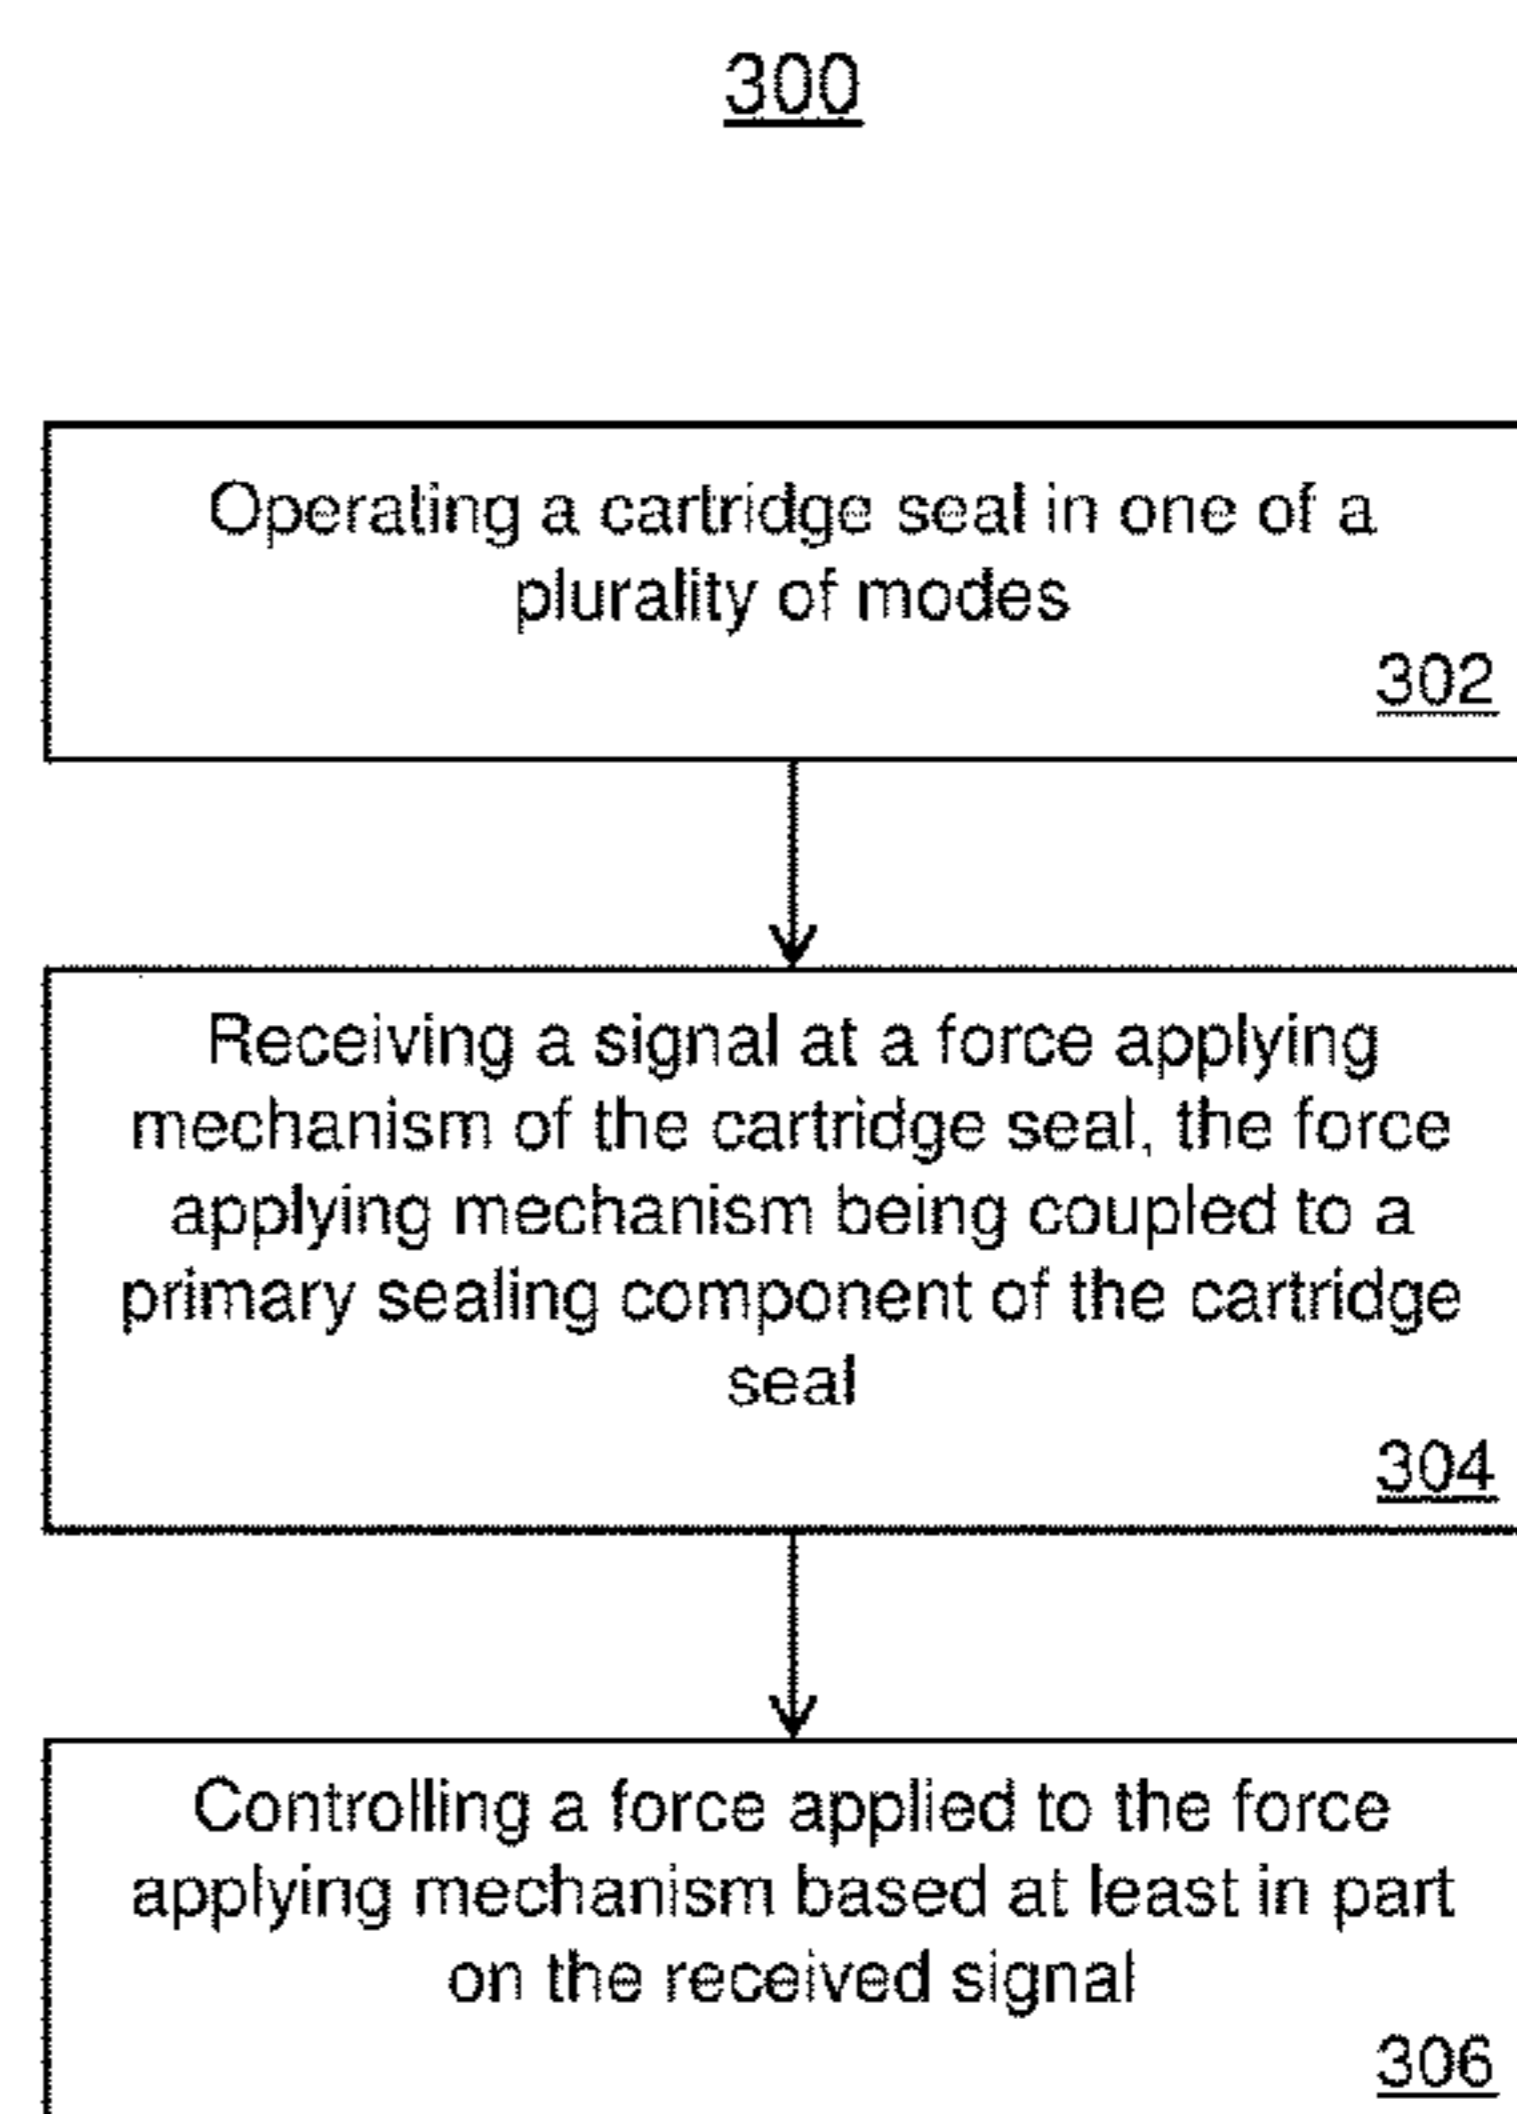 300
Operating a cartridge seal in one of a
plurality of modes
302
Receiving a signal at a force applying
mechanism of the cartridge seal, the force
applying mechanism being coupled to a
primary sealing component of the cartridge
seal
304
Controlling a force applied to the force
applying mechanism based at least in part
on the received signal
306